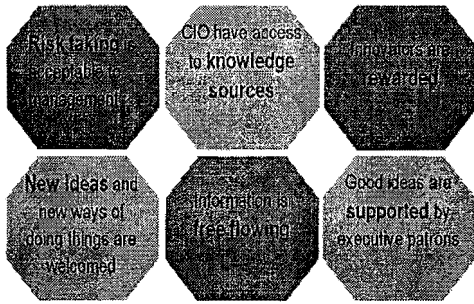 Risk taking is
acceptable to
management
CIO have access
to knowledge
sources
Innovators are
rewarded
New Ideas and
new ways of
doing things are
welcomed
Information is
free flowing
Good ideas are
supported by
executive patrons